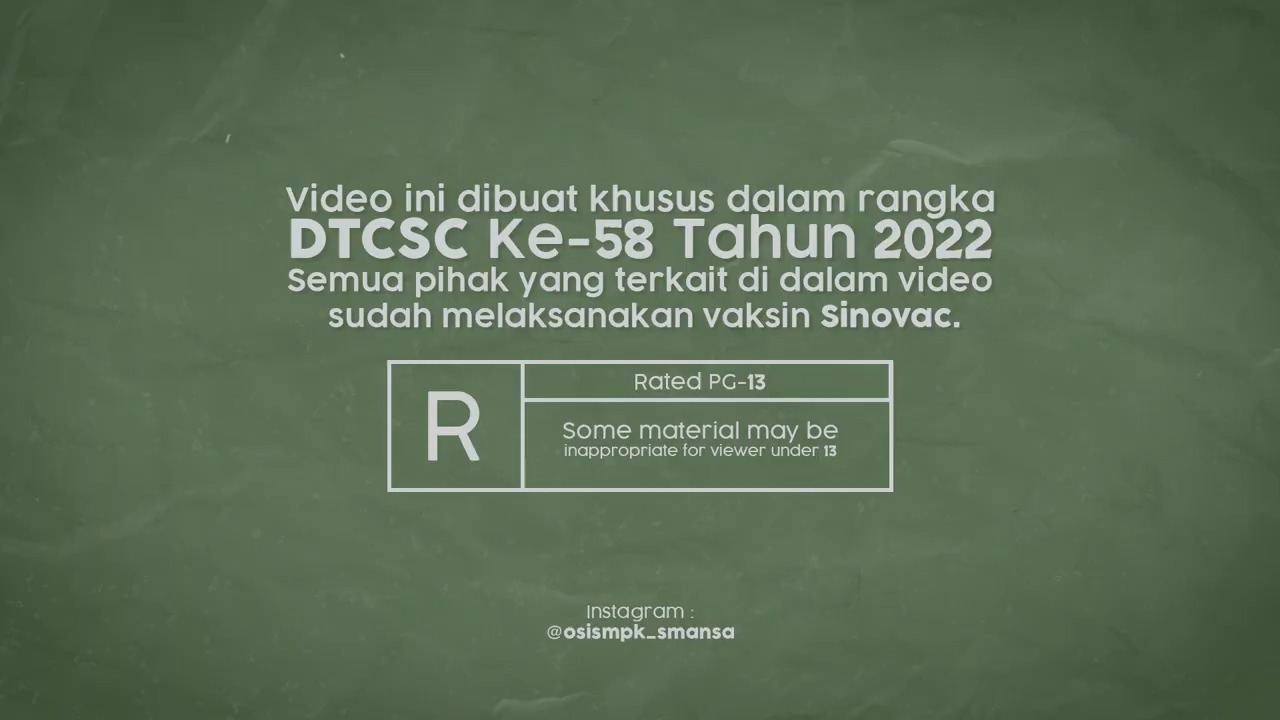 Video ini dibuat khusus dalam rangka
DTCSC Ke-58 Tahun 2022
Semua pihak yang terkait di dalam video
sudah melaksanakan vaksin Sinovac.
R
Rated PG-13
Some material may be
inappropriate for viewer under 13
Instagram :
@osismpk_smansa